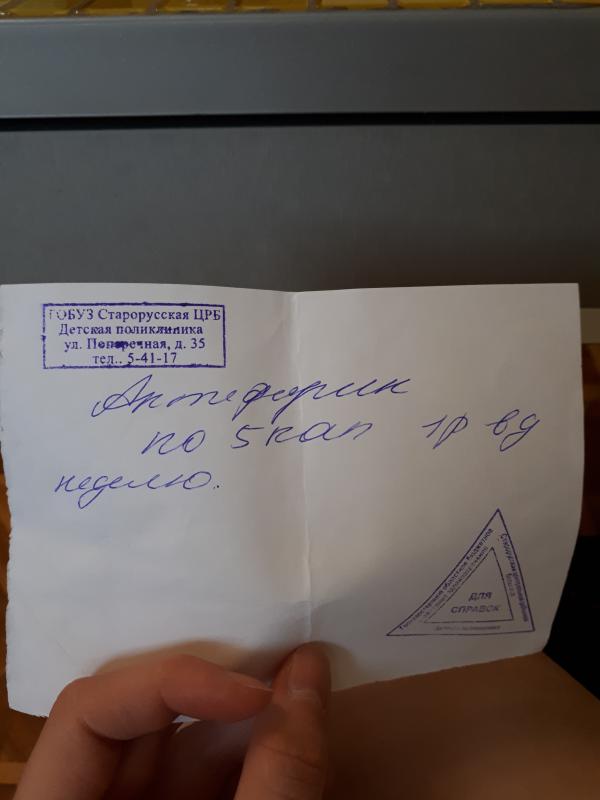 ГОБУЗ Старорусская ЦРБ
Детская поликлиника
ул. Поперечная, д. 35
тел.. 5-41-17
по 5 кап 1р вд
неделю.
ДЛЯ
СПРАВОК